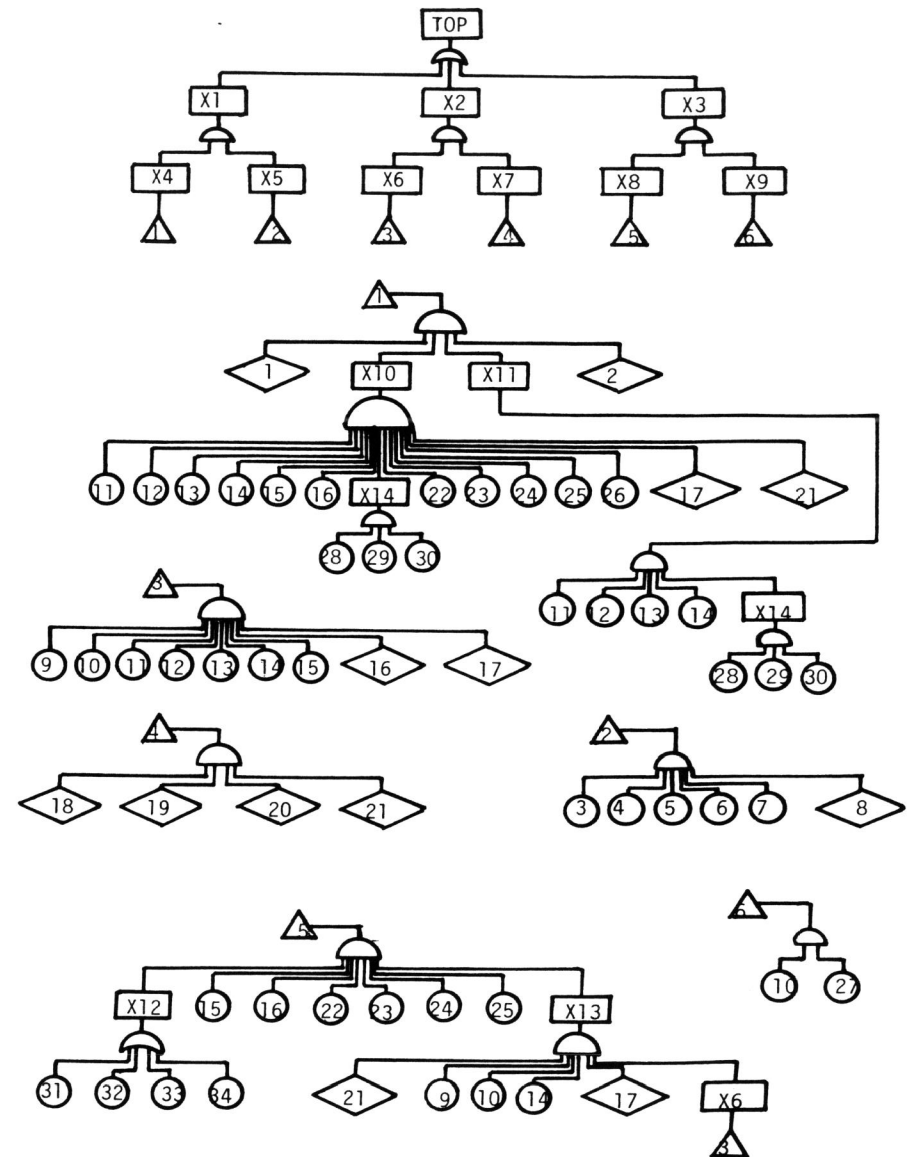 TOP
X1 X2 X3
X4 X5 X6 X7 X8 X9
1 2 3 4 5 6
1
1 X10 X11 2
11 12 13 14 15 16 X14 22 23 24 25 26 17 21
28 29 30
3
11 12 13 14 X14
9 10 11 12 13 14 15 16 17
28 29 30
4 2
18 19 20 21 3 4 5 6 7 8
6
5
10 27
X12 15 16 22 23 24 25 X13
31 32 33 34 21 9 10 14 17 X6
3